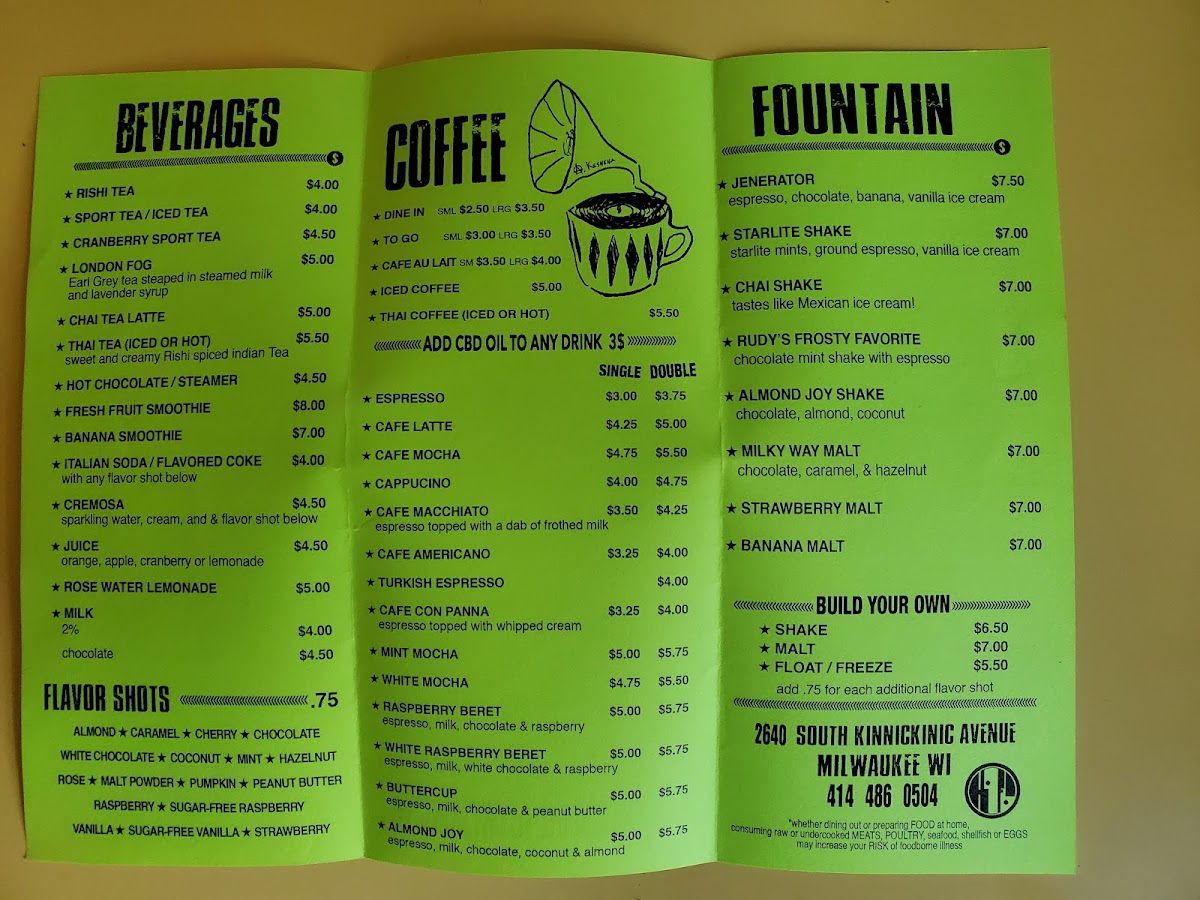 BEVERAGES
$
★ RISHI TEA $4.00
★ SPORT TEA / ICED TEA $4.00
★ CRANBERRY SPORT TEA $4.50
★ LONDON FOG $5.00
Earl Grey tea steaped in steamed milk
and lavender syrup
★ CHAI TEA LATTE $5.00
★ THAI TEA (ICED OR HOT) $5.50
sweet and creamy Rishi spiced indian Tea
★ HOT CHOCOLATE / STEAMER $4.50
★ FRESH FRUIT SMOOTHIE $8.00
★ BANANA SMOOTHIE $7.00
★ ITALIAN SODA / FLAVORED COKE $4.00
with any flavor shot below
★ CREMOSA $4.50
sparkling water, cream, and & flavor shot below
★ JUICE $4.50
orange, apple, cranberry or lemonade
★ ROSE WATER LEMONADE $5.00
★ MILK
2% $4.00
chocolate $4.50
FLAVOR SHOTS .75
ALMOND ★ CARAMEL ★ CHERRY ★ CHOCOLATE
WHITE CHOCOLATE ★ COCONUT ★ MINT ★ HAZELNUT
ROSE ★ MALT POWDER ★ PUMPKIN ★ PEANUT BUTTER
RASPBERRY ★ SUGAR-FREE RASPBERRY
VANILLA ★ SUGAR-FREE VANILLA ★ STRAWBERRY
COFFEE
★ DINE IN SML $2.50 LRG $3.50
★ TO GO SML $3.00 LRG $3.50
★ CAFE AU LAIT SM $3.50 LRG $4.00
★ ICED COFFEE $5.00
★ THAI COFFEE (ICED OR HOT) $5.50
ADD CBD OIL TO ANY DRINK 3$
SINGLE DOUBLE
★ ESPRESSO $3.00 $3.75
★ CAFE LATTE $4.25 $5.00
★ CAFE MOCHA $4.75 $5.50
★ CAPPUCINO $4.00 $4.75
★ CAFE MACCHIATO $3.50 $4.25
espresso topped with a dab of frothed milk
★ CAFE AMERICANO $3.25 $4.00
★ TURKISH ESPRESSO $4.00
★ CAFE CON PANNA $3.25 $4.00
espresso topped with whipped cream
★ MINT MOCHA $5.00 $5.75
★ WHITE MOCHA $4.75 $5.50
★ RASPBERRY BERET $5.00 $5.75
espresso, milk, chocolate & raspberry
★ WHITE RASPBERRY BERET $5.00 $5.75
espresso, milk, white chocolate & raspberry
★ BUTTERCUP $5.00 $5.75
espresso, milk, chocolate & peanut butter
★ ALMOND JOY $5.00 $5.75
espresso, milk, chocolate, coconut & almond
FOUNTAIN
$
★ JENERATOR $7.50
espresso, chocolate, banana, vanilla ice cream
★ STARLITE SHAKE $7.00
starlite mints, ground espresso, vanilla ice cream
★ CHAI SHAKE $7.00
tastes like Mexican ice cream!
★ RUDY'S FROSTY FAVORITE $7.00
chocolate mint shake with espresso
★ ALMOND JOY SHAKE $7.00
chocolate, almond, coconut
★ MILKY WAY MALT $7.00
chocolate, caramel, & hazelnut
★ STRAWBERRY MALT $7.00
★ BANANA MALT $7.00
BUILD YOUR OWN
★ SHAKE $6.50
★ MALT $7.00
★ FLOAT / FREEZE $5.50
add .75 for each additional flavor shot
2640 SOUTH KINNICKINIC AVENUE
MILWAUKEE WI
414 486 0504
*whether dining out or preparing FOOD at home,
consuming raw or undercooked MEATS, POULTRY, seafood, shellfish or EGGS
may increase your RISK of foodborne illness